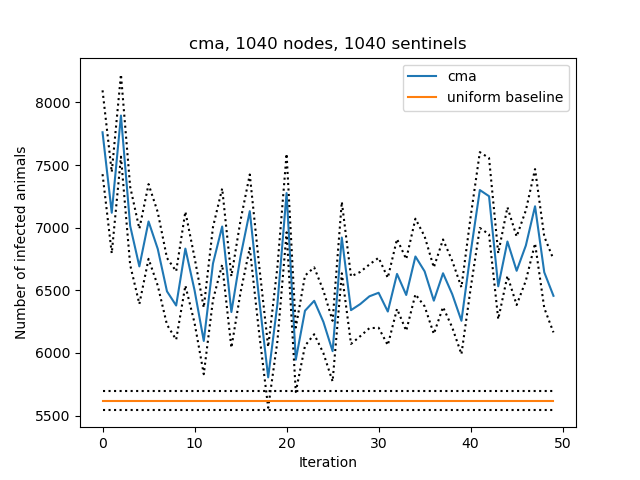 cma, 1040 nodes, 1040 sentinels
cma
uniform baseline
Number of infected animals
8000
7500
7000
6500
6000
5500
0
10
20
30
40
50
Iteration